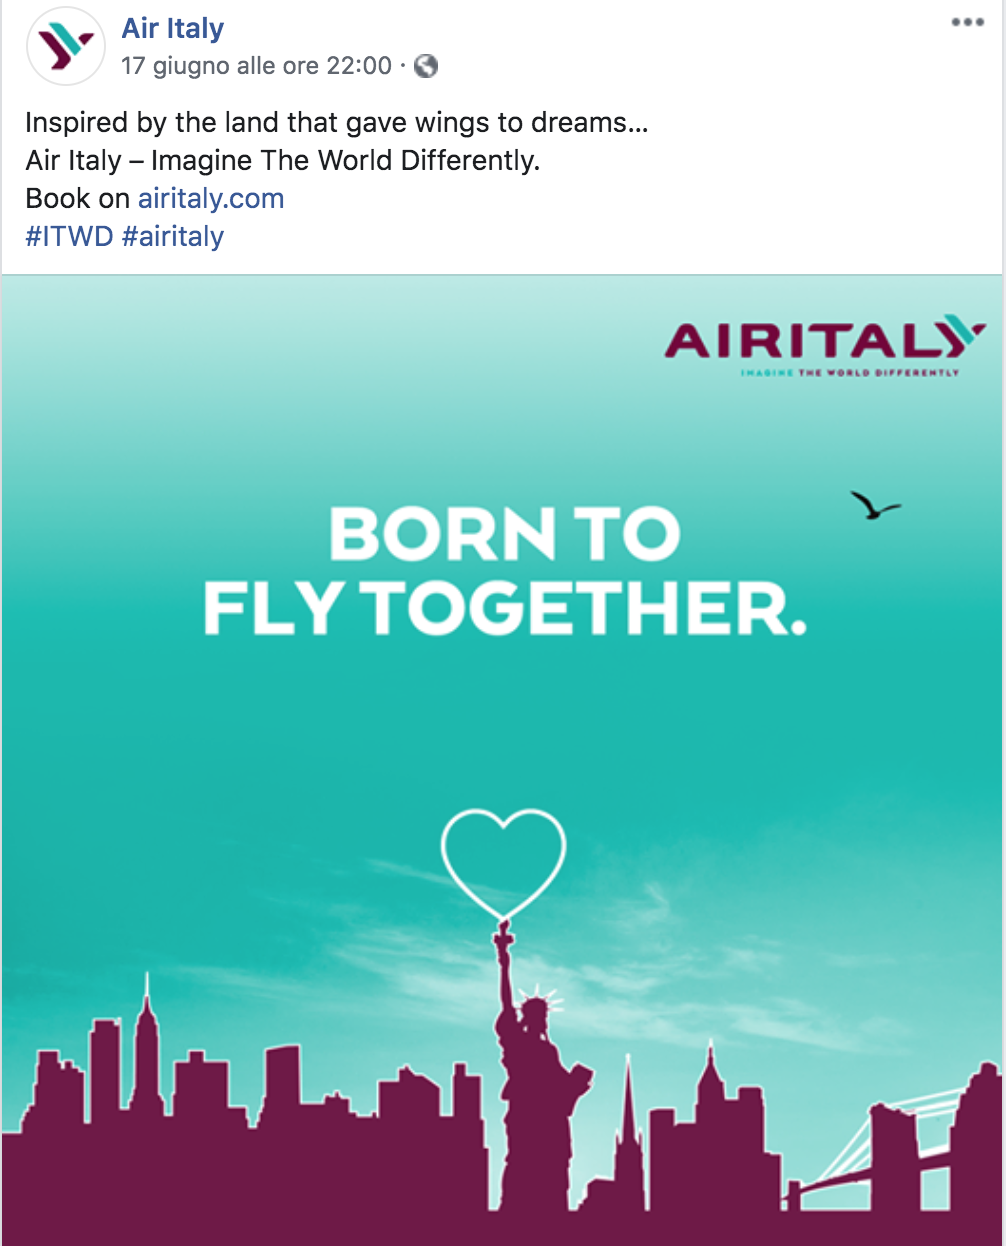 Air Italy
17 giugno alle ore 22:00 ·
Inspired by the land that gave wings to dreams...
Air Italy – Imagine The World Differently.
Book on airitaly.com
#ITWD #airitaly
AIRITALY
IMAGINE THE WORLD DIFFERENTLY
BORN TO
FLY TOGETHER.